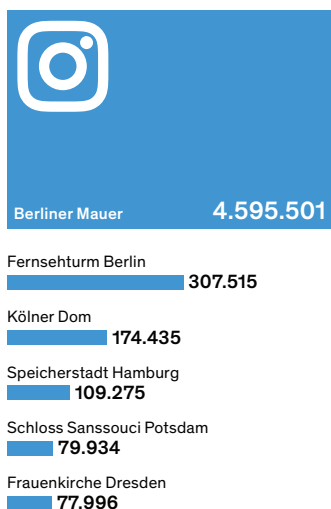 Berliner Mauer 4.595.501
Fernsehturm Berlin
307.515
Kölner Dom
174.435
Speicherstadt Hamburg
109.275
Schloss Sanssouci Potsdam
79.934
Frauenkirche Dresden
77.996